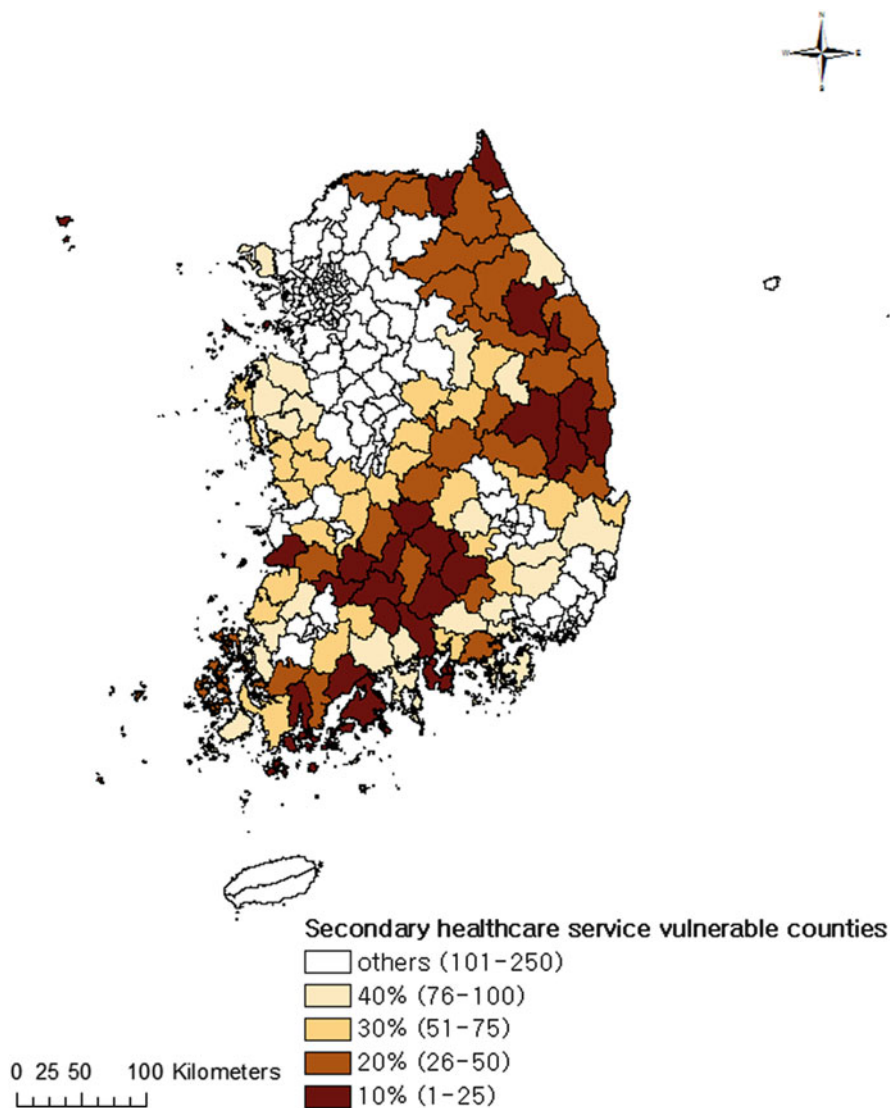 N
W E
S
Secondary healthcare service vulnerable counties
others (101-250)
40% (76-100)
30% (51-75)
20% (26-50)
10% (1-25)
0 25 50 100 Kilometers